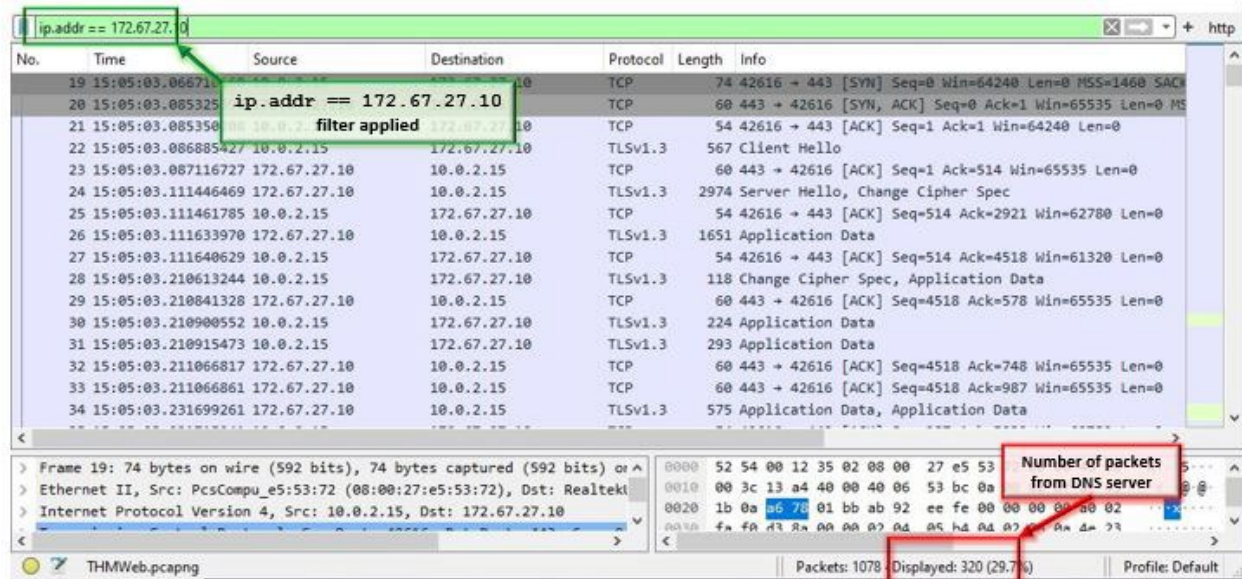 ip.addr == 172.67.27.10
http
No. Time Source Destination Protocol Length Info
19 15:05:03.0667 TCP 74 42616 → 443 [SYN] Seq=0 Win=64240 Len=0 MSS=1460 SACK
20 15:05:03.085325 TCP 60 443 → 42616 [SYN, ACK] Seq=0 Ack=1 Win=65535 Len=0 MS
ip.addr == 172.67.27.10
filter applied
21 15:05:03.085350 TCP 54 42616 → 443 [ACK] Seq=1 Ack=1 Win=64240 Len=0
22 15:05:03.086885427 10.0.2.15 172.67.27.10 TLSv1.3 567 Client Hello
23 15:05:03.087116727 172.67.27.10 10.0.2.15 TCP 60 443 → 42616 [ACK] Seq=1 Ack=514 Win=65535 Len=0
24 15:05:03.111446469 172.67.27.10 10.0.2.15 TLSv1.3 2974 Server Hello, Change Cipher Spec
25 15:05:03.111461785 10.0.2.15 172.67.27.10 TCP 54 42616 → 443 [ACK] Seq=514 Ack=2921 Win=62780 Len=0
26 15:05:03.111633970 172.67.27.10 10.0.2.15 TLSv1.3 1651 Application Data
27 15:05:03.111640629 10.0.2.15 172.67.27.10 TCP 54 42616 → 443 [ACK] Seq=514 Ack=4518 Win=61320 Len=0
28 15:05:03.210613244 10.0.2.15 172.67.27.10 TLSv1.3 118 Change Cipher Spec, Application Data
29 15:05:03.210841328 172.67.27.10 10.0.2.15 TCP 60 443 → 42616 [ACK] Seq=4518 Ack=578 Win=65535 Len=0
30 15:05:03.210900552 10.0.2.15 172.67.27.10 TLSv1.3 224 Application Data
31 15:05:03.210915473 10.0.2.15 172.67.27.10 TLSv1.3 293 Application Data
32 15:05:03.211066817 172.67.27.10 10.0.2.15 TCP 60 443 → 42616 [ACK] Seq=4518 Ack=748 Win=65535 Len=0
33 15:05:03.211066861 172.67.27.10 10.0.2.15 TCP 60 443 → 42616 [ACK] Seq=4518 Ack=987 Win=65535 Len=0
34 15:05:03.231699261 172.67.27.10 10.0.2.15 TLSv1.3 575 Application Data, Application Data
Frame 19: 74 bytes on wire (592 bits), 74 bytes captured (592 bits) or
Ethernet II, Src: PcsCompu_e5:53:72 (08:00:27:e5:53:72), Dst: RealtekU
Internet Protocol Version 4, Src: 10.0.2.15, Dst: 172.67.27.10
0000 52 54 00 12 35 02 08 00 27 e5 53
0010 00 3c 13 a4 40 00 40 06 53 bc 0a
0020 1b 0a a6 78 01 bb ab 92 ee fe 00 00 00 00 a0 02
0030 fa f0 d3 8a 00 00 02 04 05 b4 04 02 0a 4e 23
Number of packets
from DNS server
THMWeb.pcapng
Packets: 1078
Displayed: 320 (29.7%)
Profile: Default